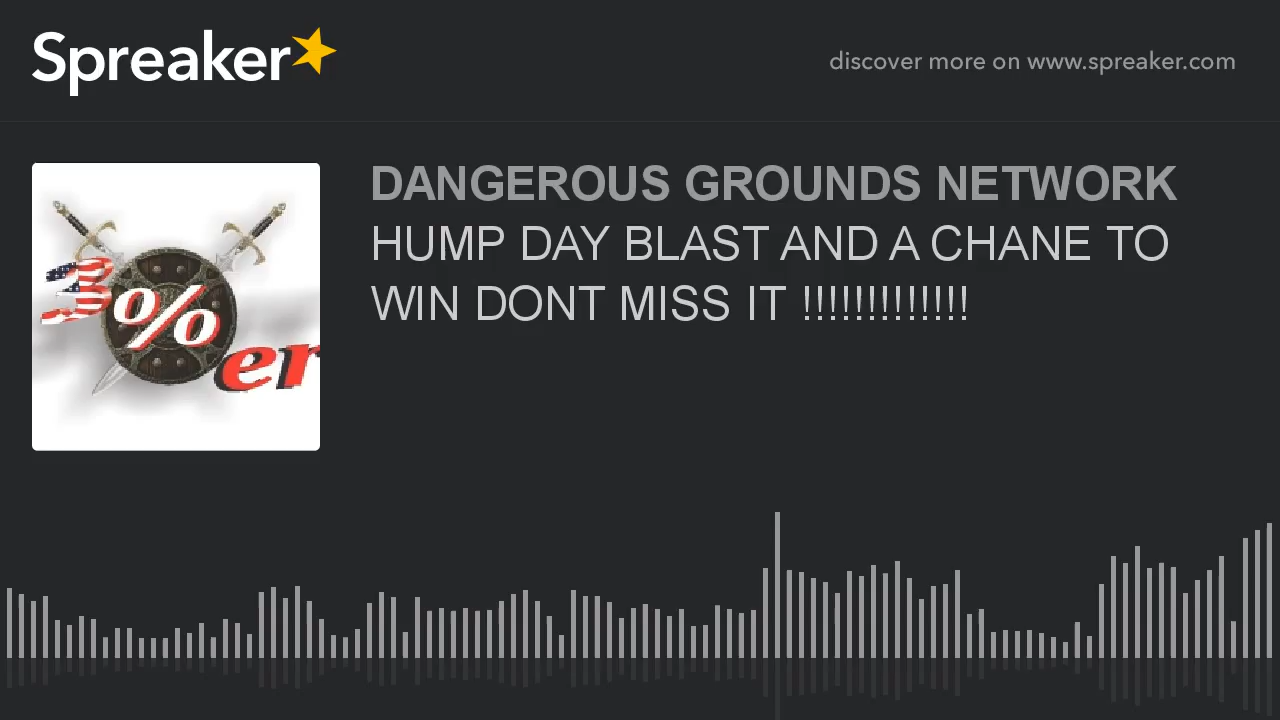 Spreaker
discover more on www.spreaker.com
DANGEROUS GROUNDS NETWORK
HUMP DAY BLAST AND A CHANE TO
WIN DONT MISS IT !!!!!!!!!!!!!
3%
er